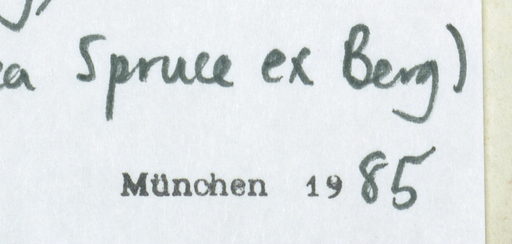 Spruce ex Berg)
München 1985